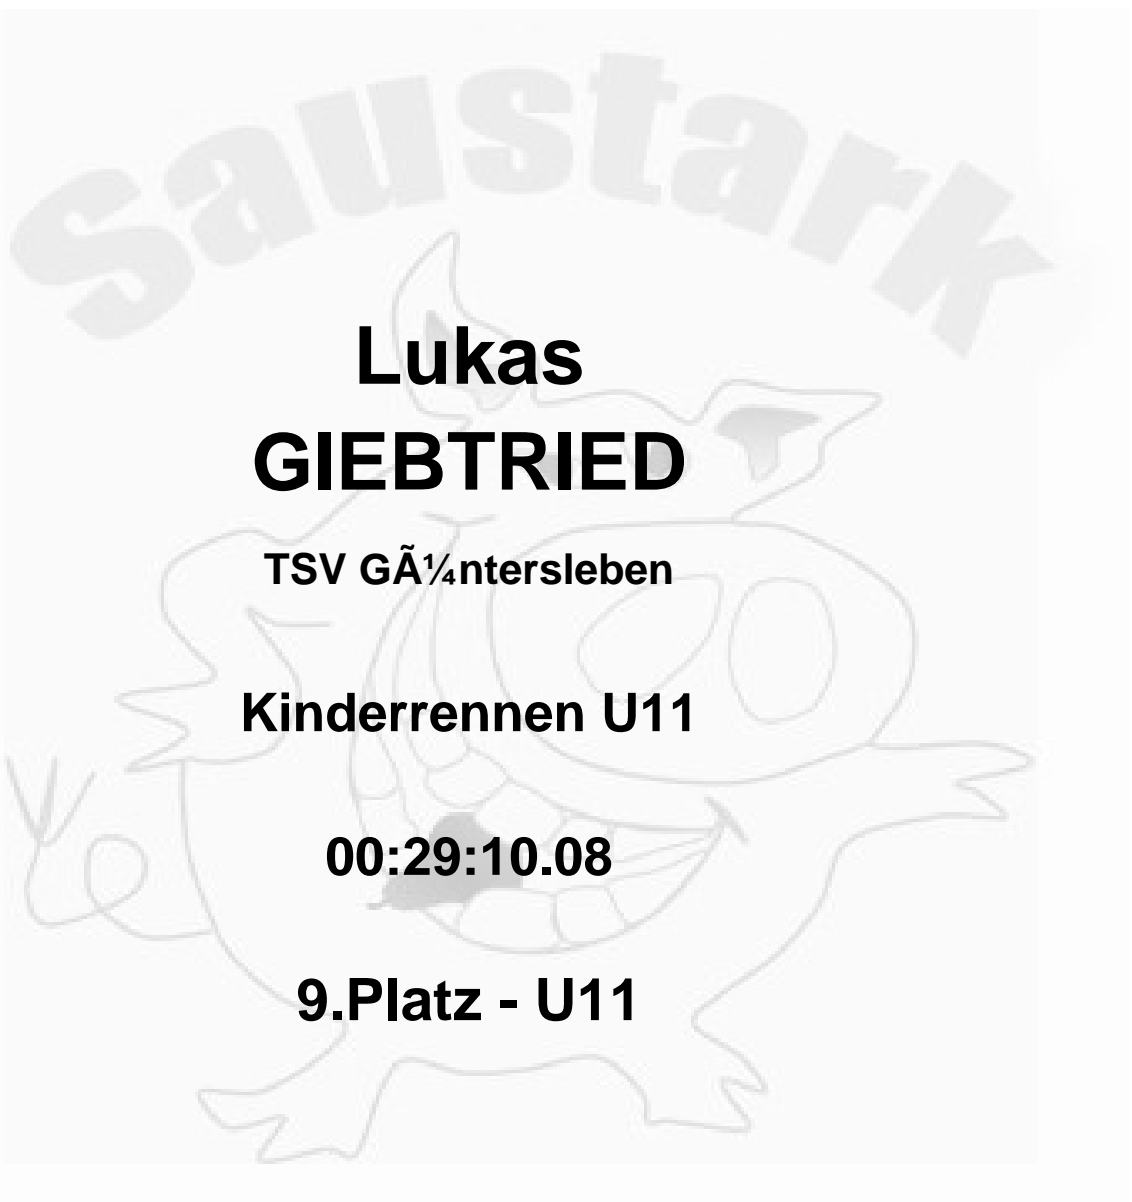 Saustark
Lukas
GIEBTRIED
TSV GÃ¼ntersleben
Kinderrennen U11
00:29:10.08
9.Platz - U11